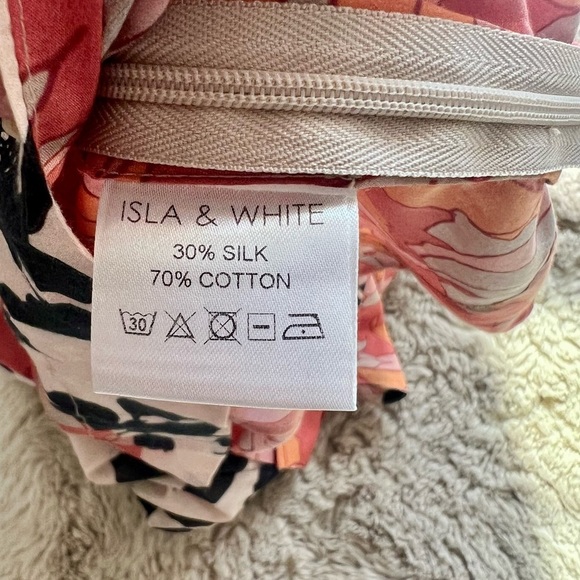 ISLA & WHITE
30% SILK
70% COTTON
30